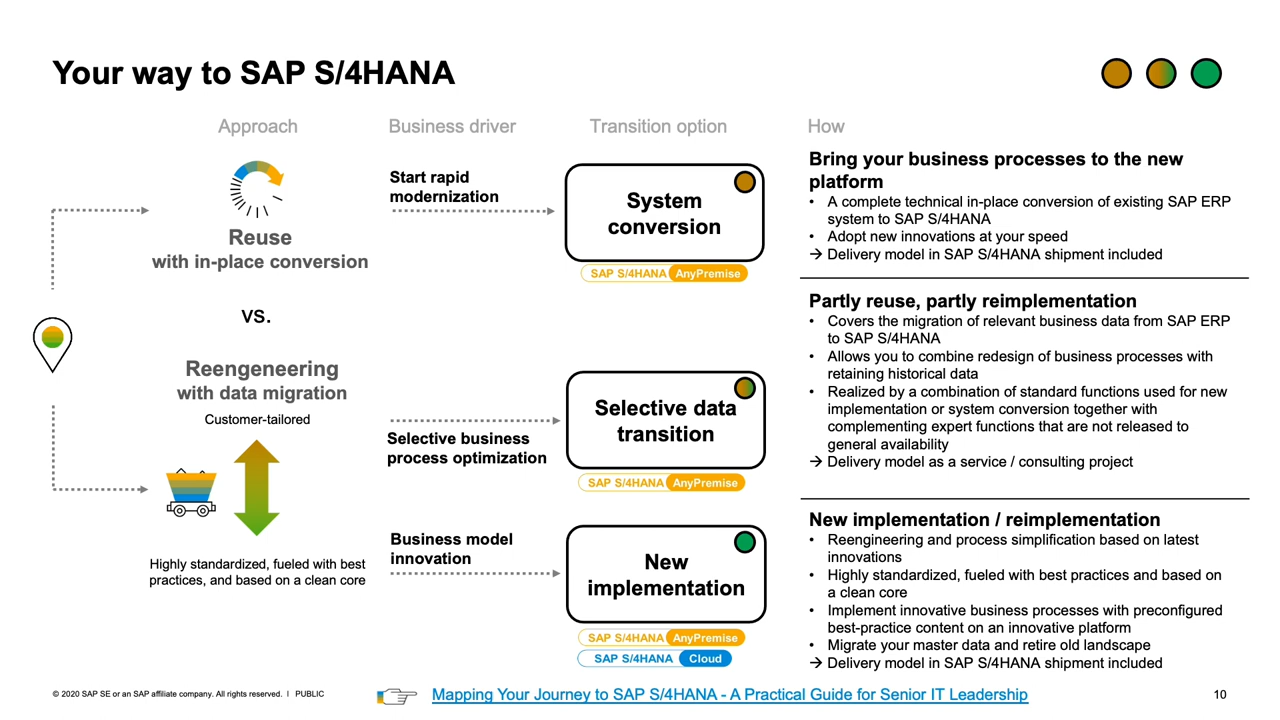 Your way to SAP S/4HANA
Approach
Business driver
Transition option
How
Reuse
with in-place conversion
VS.
Reengeneering
with data migration
Customer-tailored
Highly standardized, fueled with best
practices, and based on a clean core
Start rapid
modernization
System
conversion
SAP S/4HANA AnyPremise
Bring your business processes to the new
platform
• A complete technical in-place conversion of existing SAP ERP
system to SAP S/4HANA
• Adopt new innovations at your speed
→ Delivery model in SAP S/4HANA shipment included
Selective business
process optimization
Selective data
transition
SAP S/4HANA AnyPremise
Partly reuse, partly reimplementation
• Covers the migration of relevant business data from SAP ERP
to SAP S/4HANA
• Allows you to combine redesign of business processes with
retaining historical data
• Realized by a combination of standard functions used for new
implementation or system conversion together with
complementing expert functions that are not released to
general availability
→ Delivery model as a service / consulting project
Business model
innovation
New
implementation
SAP S/4HANA AnyPremise
SAP S/4HANA Cloud
New implementation / reimplementation
• Reengineering and process simplification based on latest
innovations
• Highly standardized, fueled with best practices and based on
a clean core
• Implement innovative business processes with preconfigured
best-practice content on an innovative platform
• Migrate your master data and retire old landscape
→ Delivery model in SAP S/4HANA shipment included
© 2020 SAP SE or an SAP affiliate company. All rights reserved. | PUBLIC
Mapping Your Journey to SAP S/4HANA - A Practical Guide for Senior IT Leadership
10